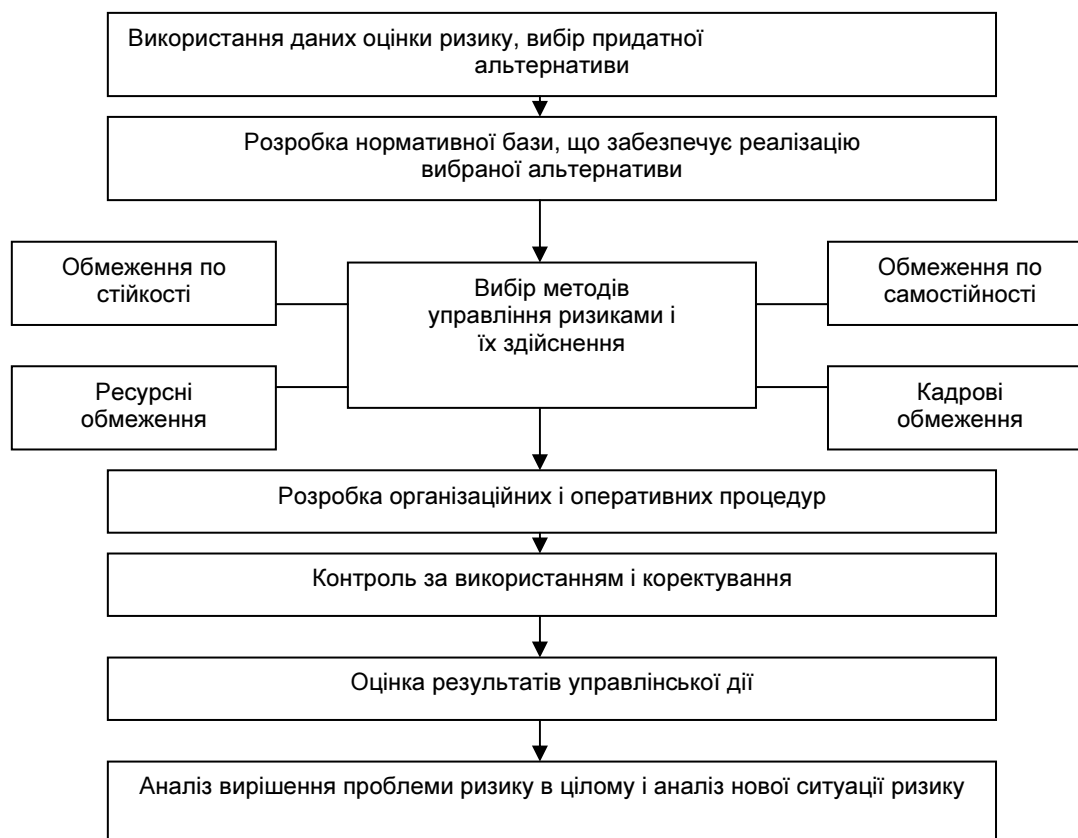 Використання даних оцінки ризику, вибір придатної
альтернативи
Розробка нормативної бази, що забезпечує реалізацію
вибраної альтернативи
Обмеження по
стійкості
Вибір методів
управління ризиками і
їх здійснення
Обмеження по
самостійності
Ресурсні
обмеження
Кадрові
обмеження
Розробка організаційних і оперативних процедур
Контроль за використанням і коректування
Оцінка результатів управлінської дії
Аналіз вирішення проблеми ризику в цілому і аналіз нової ситуації ризику